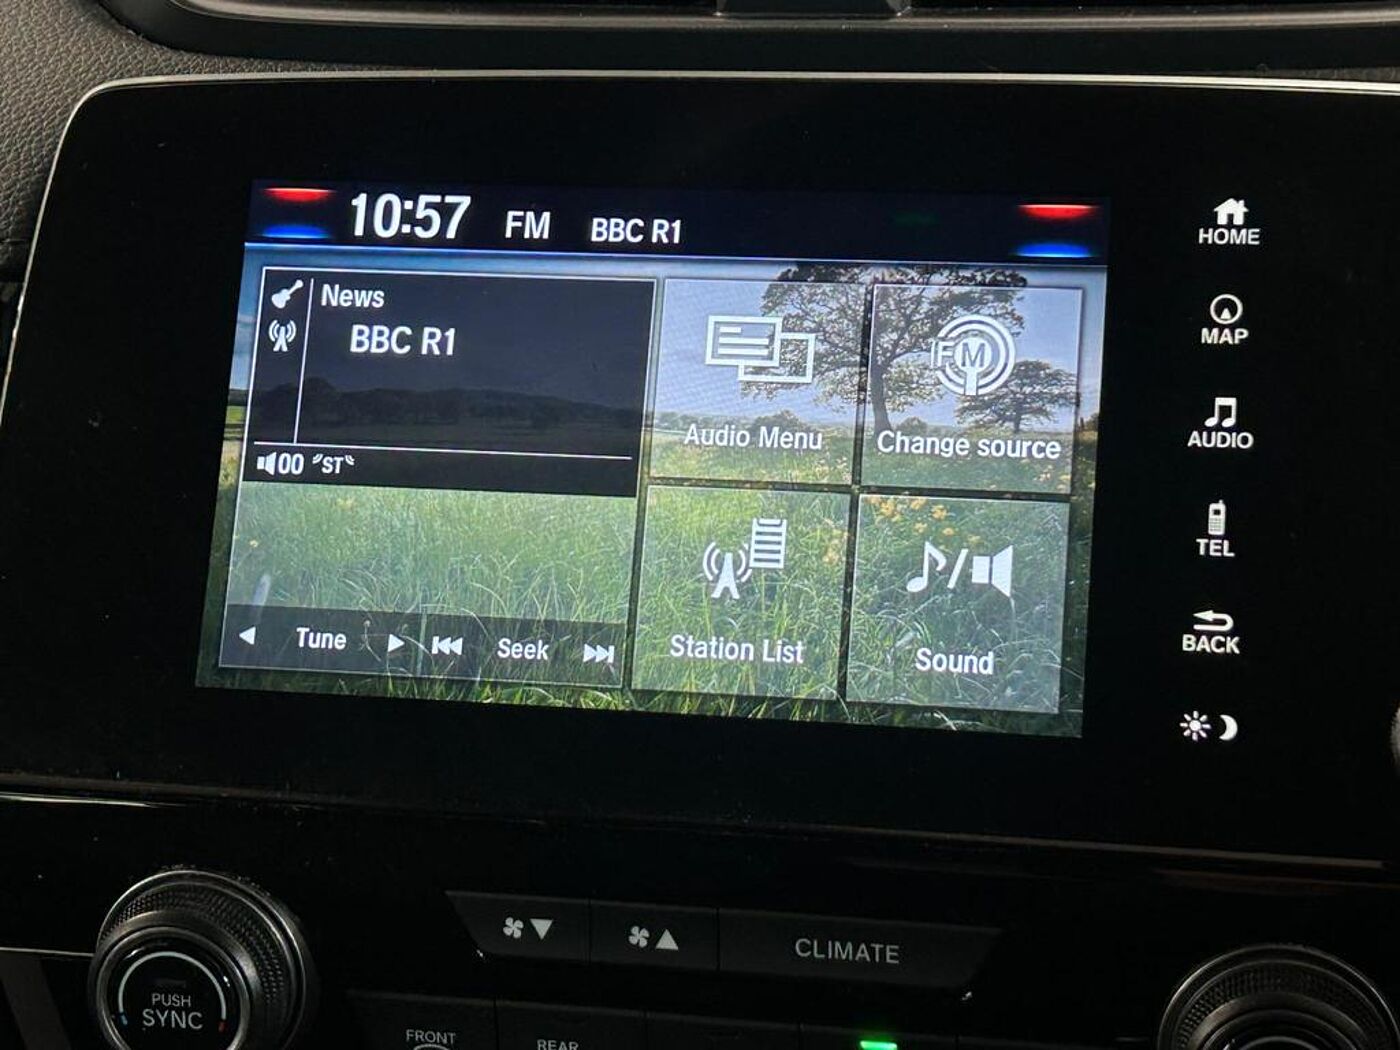 10:57 FM BBC R1
News
BBC R1
00 "ST"
Audio Menu
FM
Change source
Tune
Seek
Station List
Sound
HOME
MAP
AUDIO
TEL
BACK
CLIMATE
PUSH
SYNC
FRONT
REAR